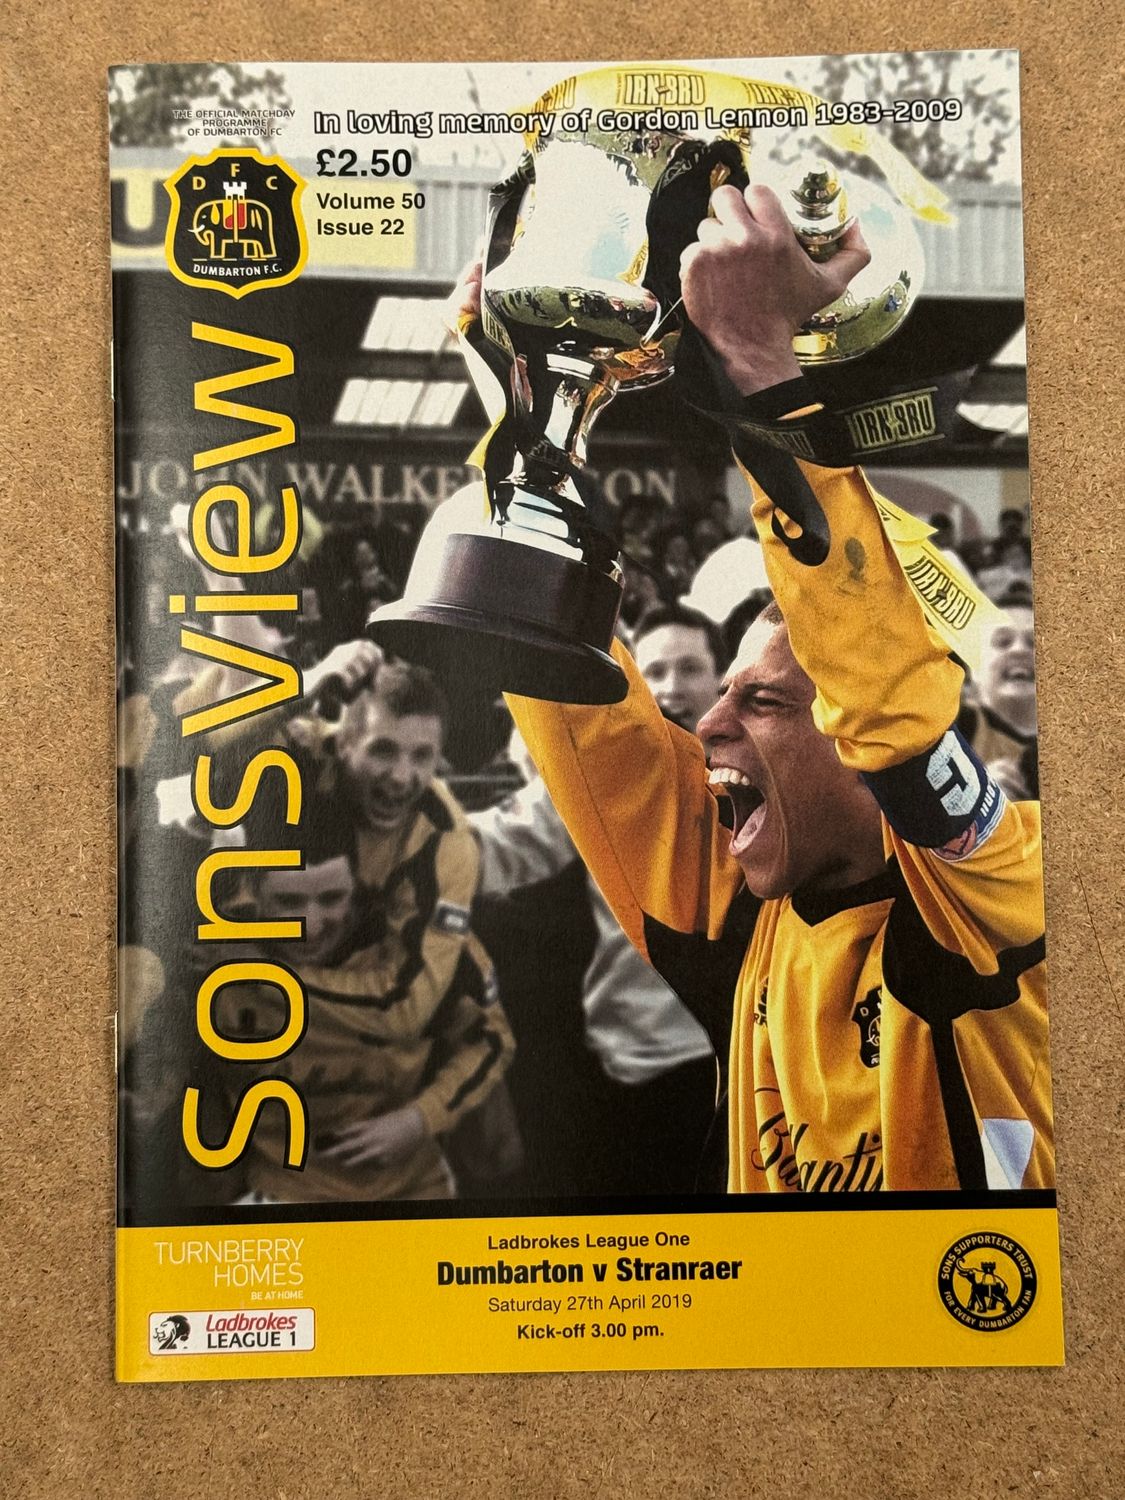 THE OFFICIAL MATCHDAY
PROGRAMME
OF DUMBARTON FC
In loving memory of Gordon Lennon 1983-2009
£2.50
Volume 50
Issue 22
D F C
DUMBARTON F.C.
IRN-BRU
IRN-BRU
IRN-BRU
JOHN WALKER
SON
sonsview
Ladbrokes League One
Dumbarton v Stranraer
Saturday 27th April 2019
Kick-off 3.00 pm.
TURNBERRY
HOMES
BE AT HOME
Ladbrokes
LEAGUE 1
SONS SUPPORTERS TRUST
FOR EVERY DUMBARTON FAN